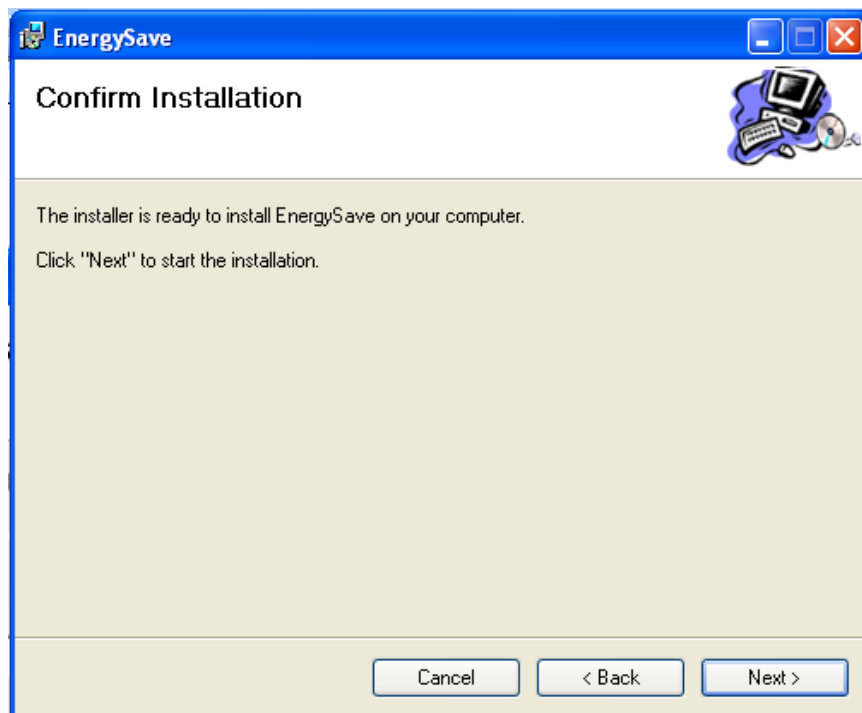 EnergySave
Confirm Installation
The installer is ready to install EnergySave on your computer.
Click "Next" to start the installation.
Cancel
< Back
Next >